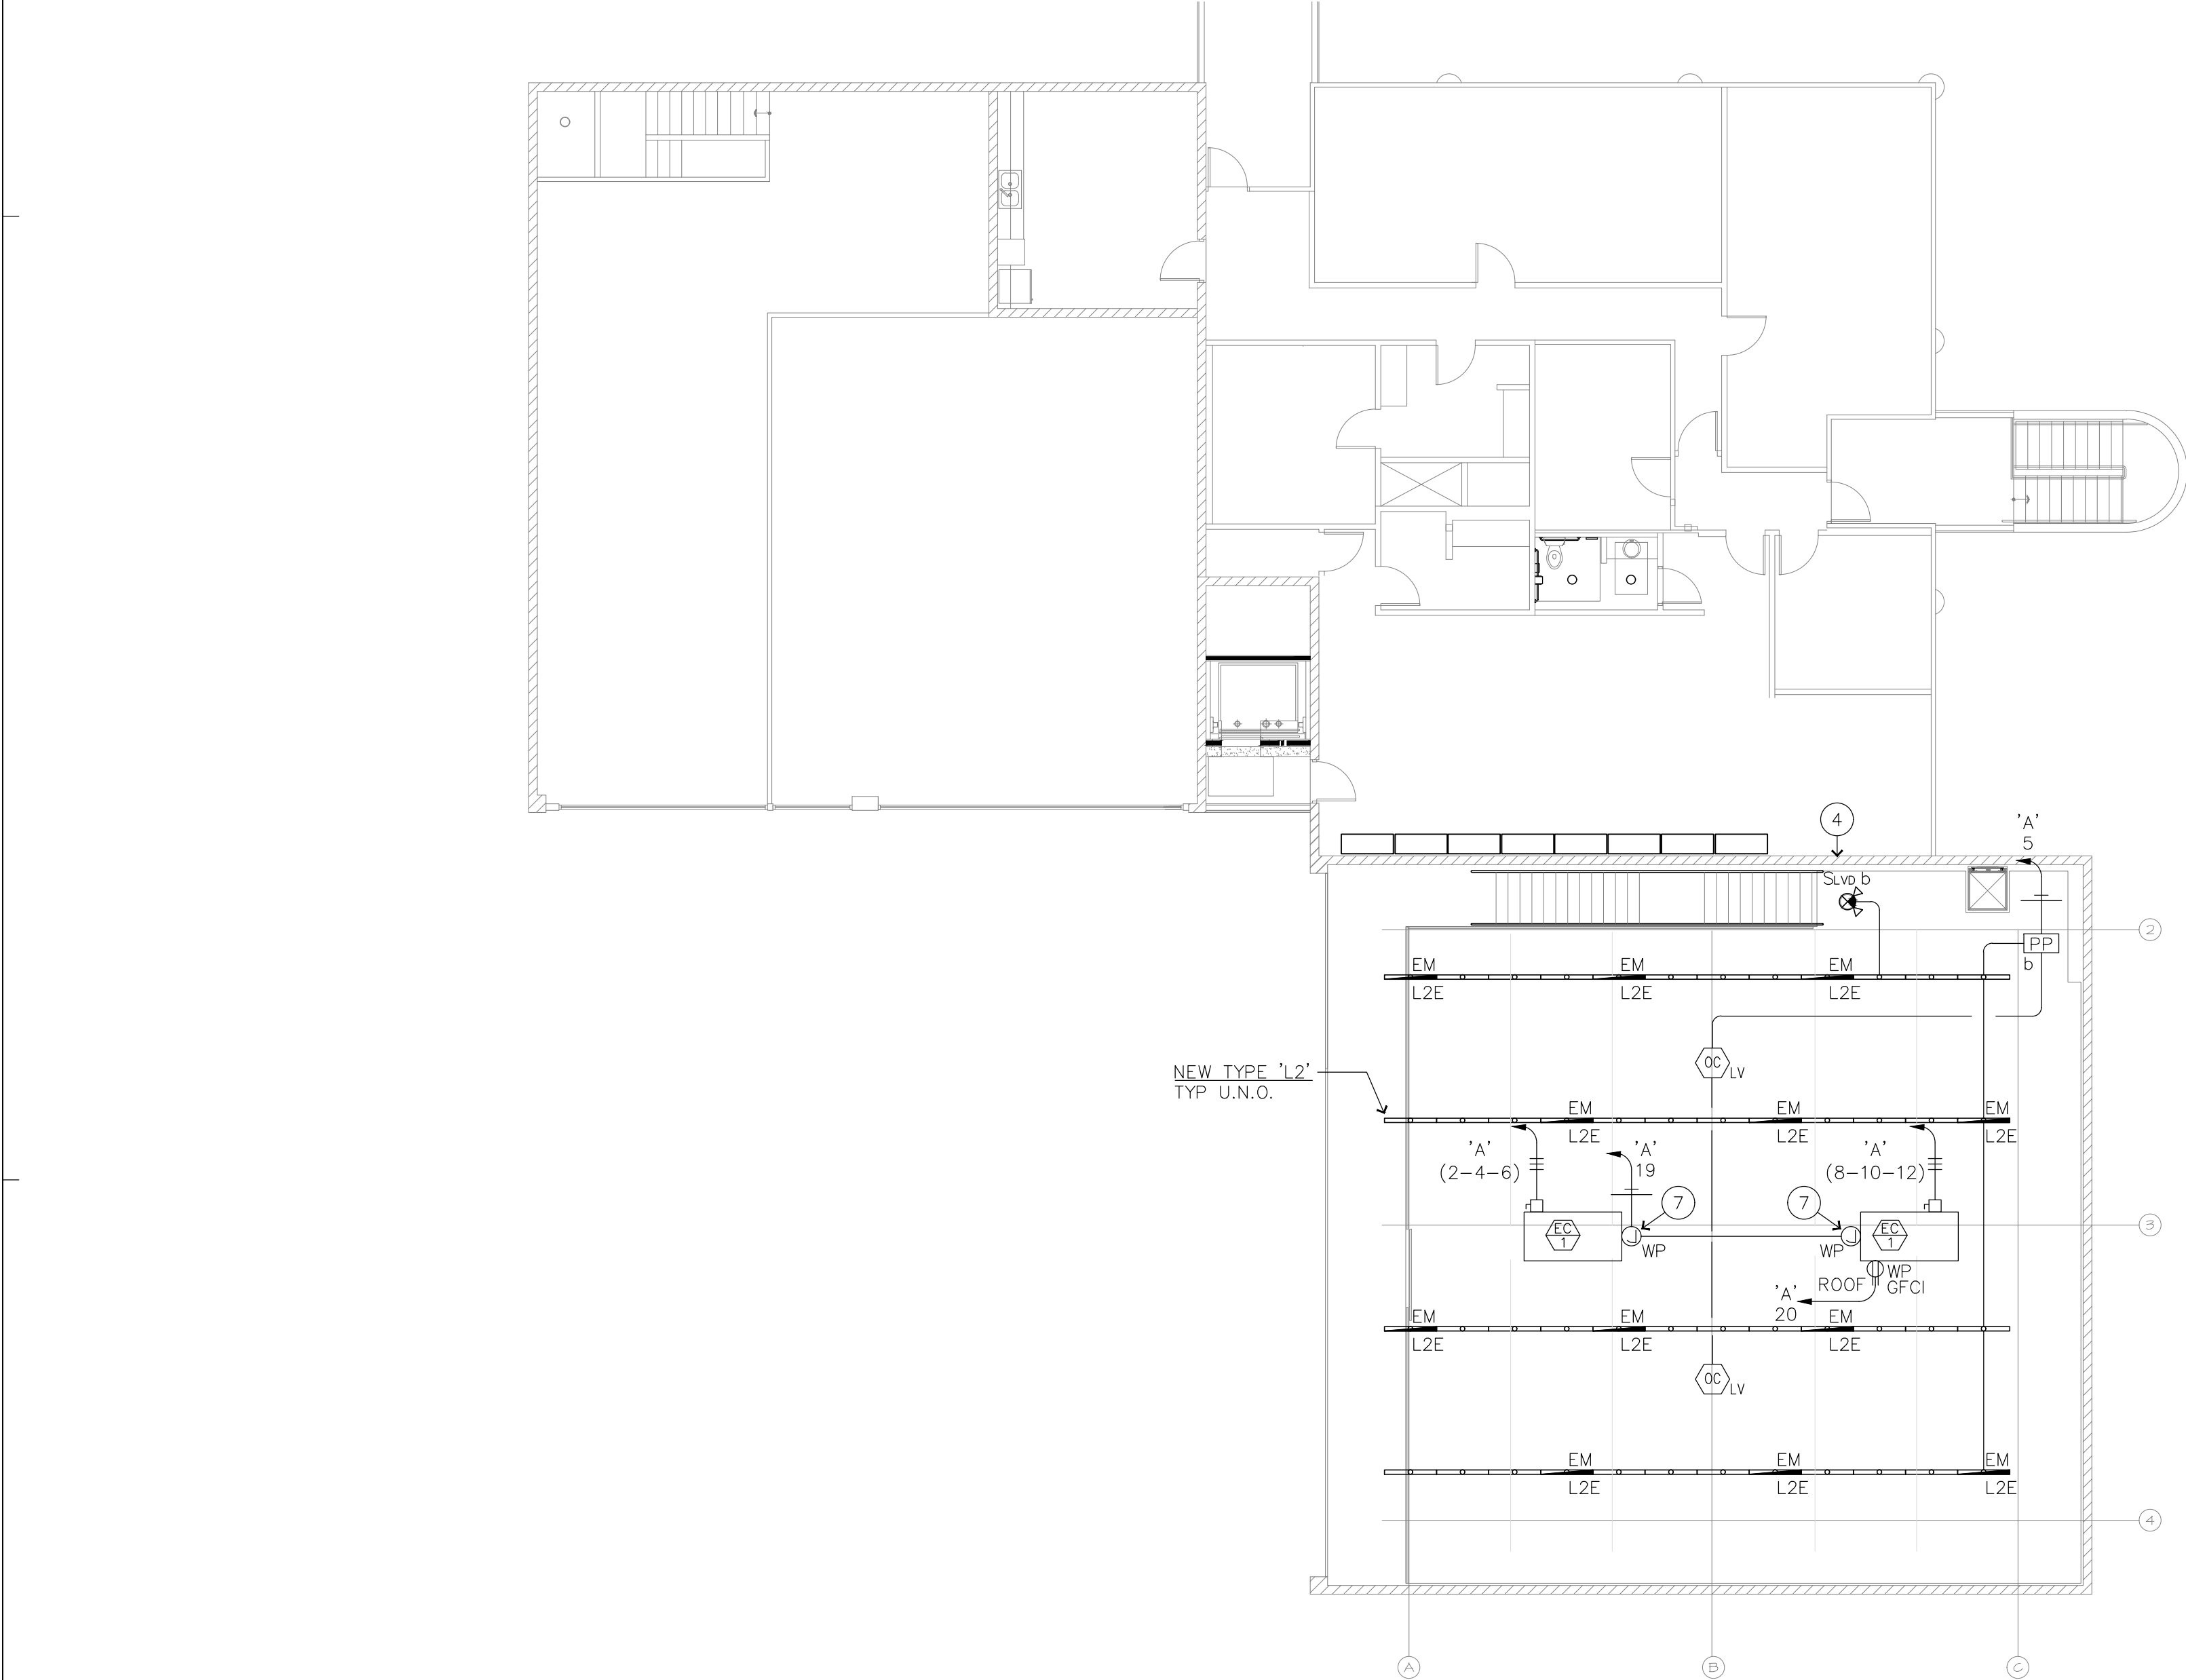 4
'A'
5
SLVD b
2
PP
b
EM
EM
EM
L2E
L2E
L2E
OC
LV
NEW TYPE 'L2'
TYP U.N.O.
EM
EM
EM
L2E
L2E
L2E
'A'
(2-4-6)
'A'
19
'A'
(8-10-12)
7
7
EC
1
WP
WP
EC
1
3
ROOF
WP
GFCI
'A'
20
EM
EM
EM
L2E
L2E
L2E
OC
LV
EM
EM
EM
L2E
L2E
L2E
4
A
B
C